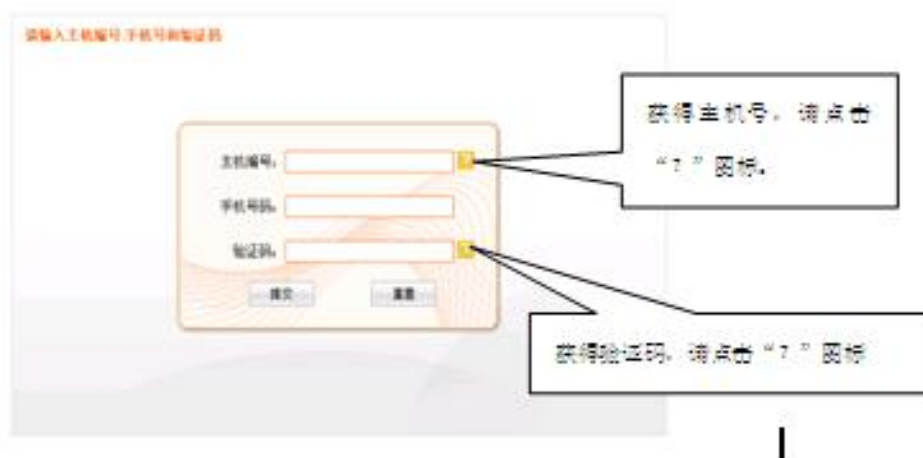 请输入主机编号、手机号和验证码
主机编号:
手机号码:
验证码:
提交
重置
获得主机号，请点击
“？”图标。
获得验证码，请点击“？”图标